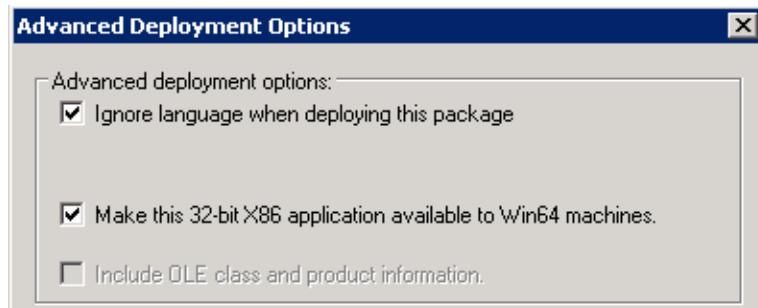 Advanced Deployment Options
Advanced deployment options:
Ignore language when deploying this package
Make this 32-bit X86 application available to Win64 machines.
Include OLE class and product information.